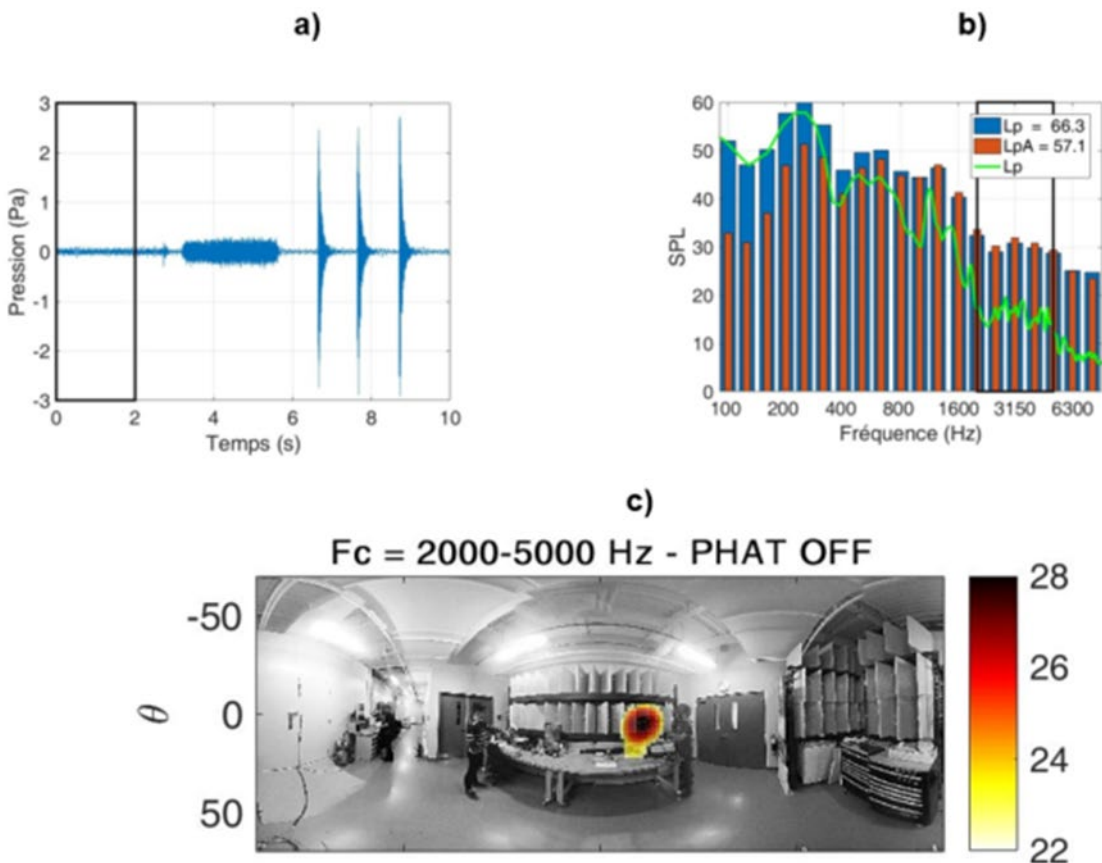 a)
3
2
1
0
-1
-2
-3
Pression (Pa)
0 2 4 6 8 10
Temps (s)
b)
60
50
40
30
20
10
0
SPL
Lp = 66.3
LpA = 57.1
Lp
100 200 400 800 1600 3150 6300
Fréquence (Hz)
c)
Fc = 2000-5000 Hz - PHAT OFF
-50
0
50
θ
28
26
24
22